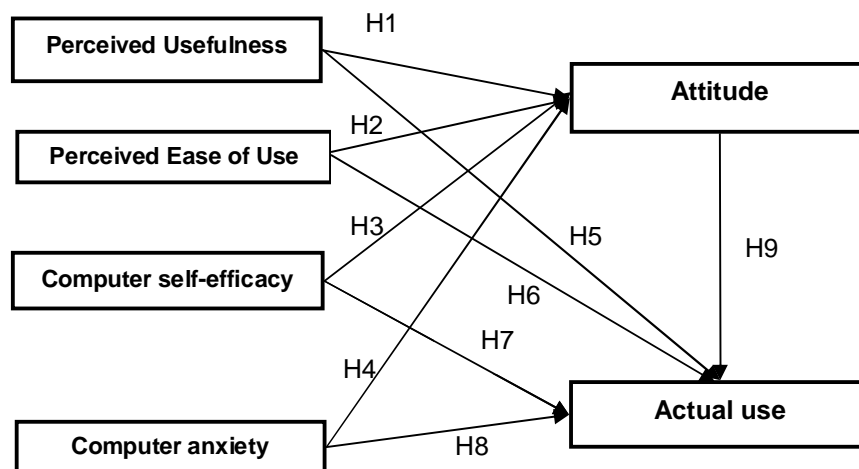 H1
Perceived Usefulness
Attitude
H2
Perceived Ease of Use
H3
H5
H9
Computer self-efficacy
H6
H7
H4
Actual use
Computer anxiety
H8